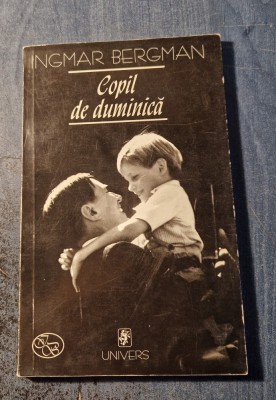 INGMAR BERGMAN
Copil
de duminică
UNIVERS